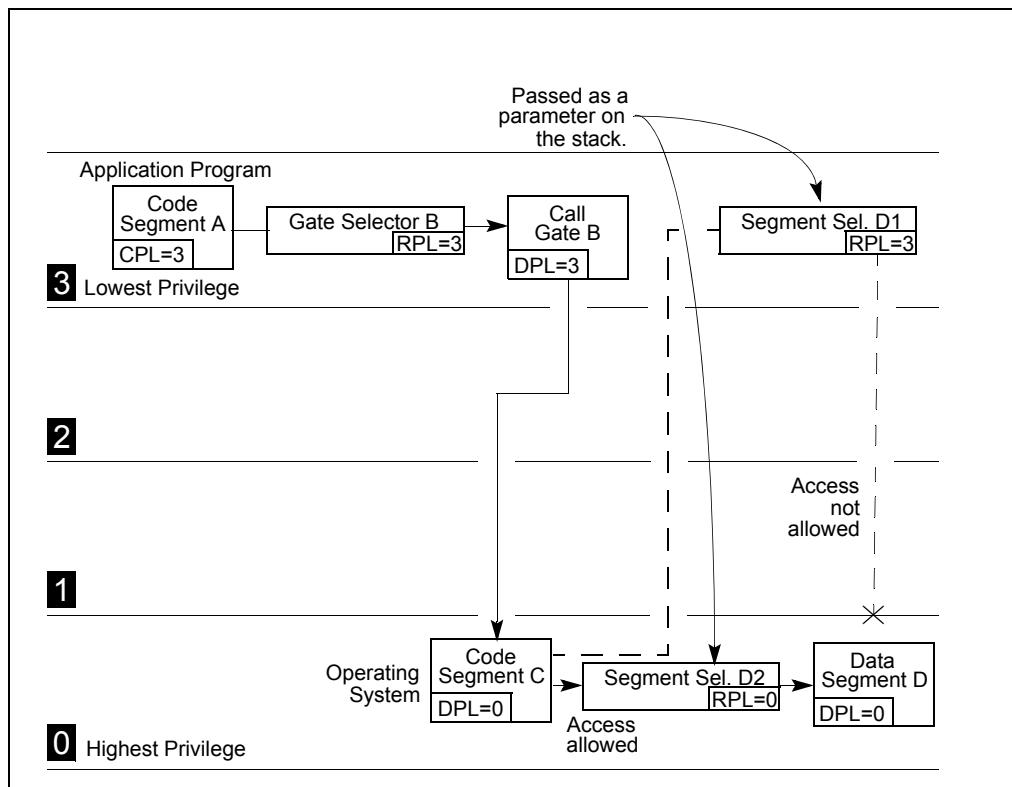 Passed as a
parameter on
the stack.
Application Program
Code
Segment A
CPL=3
Gate Selector B
RPL=3
Call
Gate B
DPL=3
Segment Sel. D1
RPL=3
3
Lowest Privilege
2
Access
not
allowed
1
Operating
System
Code
Segment C
DPL=0
Access
allowed
Segment Sel. D2
RPL=0
Data
Segment D
DPL=0
0
Highest Privilege